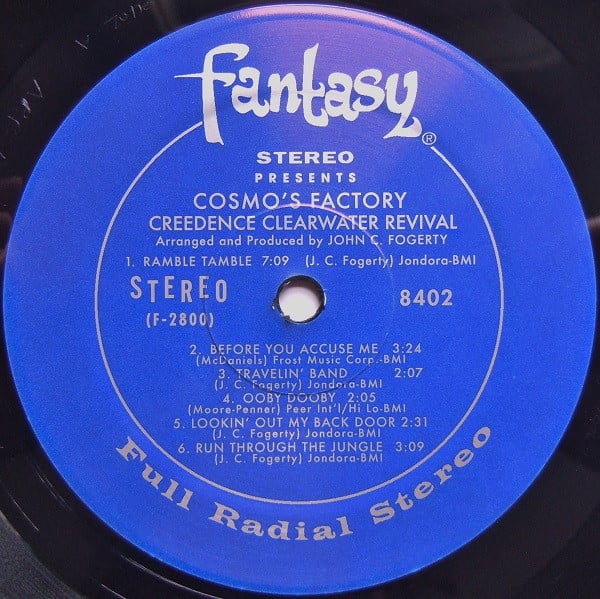 fantasy®
STEREO
PRESENTS
COSMO'S FACTORY
CREEDENCE CLEARWATER REVIVAL
Arranged and Produced by JOHN C. FOGERTY
1. RAMBLE TAMBLE 7:09 (J. C. Fogerty) Jondora-BMI
STEREO 8402
(F-2800)
2. BEFORE YOU ACCUSE ME 3:24
(McDaniels) Frost Music Corp.-BMI
3. TRAVELIN' BAND 2:07
(J. C. Fogerty) Jondora-BMI
4. OOBY DOOBY 2:05
(Moore-Penner) Peer Int'l/Hi Lo-BMI
5. LOOKIN' OUT MY BACK DOOR 2:31
(J. C. Fogerty) Jondora-BMI
6. RUN THROUGH THE JUNGLE 3:09
(J. C. Fogerty) Jondora-BMI
Full Radial Stereo